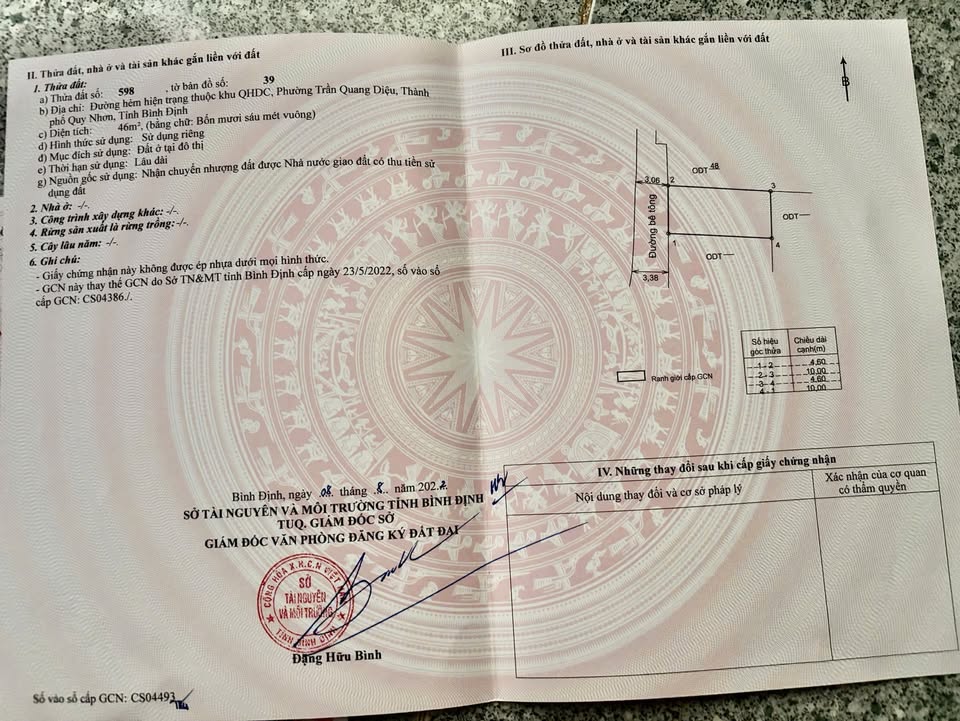 II. Thửa đất, nhà ở và tài sản khác gắn liền với đất
1. Thửa đất:
a) Thửa đất số: 598 , tờ bản đồ số: 39
b) Địa chỉ: Đường hẻm hiện trạng thuộc khu QHDC, Phường Trần Quang Diệu, Thành
phố Quy Nhơn, Tỉnh Bình Định
c) Diện tích: 46m², (bằng chữ: Bốn mươi sáu mét vuông)
d) Hình thức sử dụng: Sử dụng riêng
đ) Mục đích sử dụng: Đất ở tại đô thị
e) Thời hạn sử dụng: Lâu dài
g) Nguồn gốc sử dụng: Nhận chuyển nhượng đất được Nhà nước giao đất có thu tiền sử
dụng đất
2. Nhà ở: -/-.
3. Công trình xây dựng khác: -/-.
4. Rừng sản xuất là rừng trồng: -/-.
5. Cây lâu năm: -/-.
6. Ghi chú:
- Giấy chứng nhận này không được ép nhựa dưới mọi hình thức.
- GCN này thay thế GCN do Sở TN&MT tỉnh Bình Định cấp ngày 23/5/2022, số vào sổ
cấp GCN: CS04386./.
Bình Định, ngày 08 tháng 8 năm 2022
SỞ TÀI NGUYÊN VÀ MÔI TRƯỜNG TỈNH BÌNH ĐỊNH
TUQ. GIÁM ĐỐC SỞ
GIÁM ĐỐC VĂN PHÒNG ĐĂNG KÝ ĐẤT ĐAI
CỘNG HÒA X.H.C.N VIỆT NAM
SỞ
TÀI NGUYÊN
VÀ MÔI TRƯỜNG
TỈNH BÌNH ĐỊNH
Đặng Hữu Bình
Số vào sổ cấp GCN: CS04493
III. Sơ đồ thửa đất, nhà ở và tài sản khác gắn liền với đất
B
ODT 48
3,06 2
3
Đường bê tông
ODT
1
4
ODT
3,38
Số hiệu góc thửa Chiều dài cạnh(m)
1-2 4,60
2-3 10,00
3-4 4,60
4-1 10,00
Ranh giới cấp GCN
IV. Những thay đổi sau khi cấp giấy chứng nhận
Nội dung thay đổi và cơ sở pháp lý
Xác nhận của cơ quan
có thẩm quyền